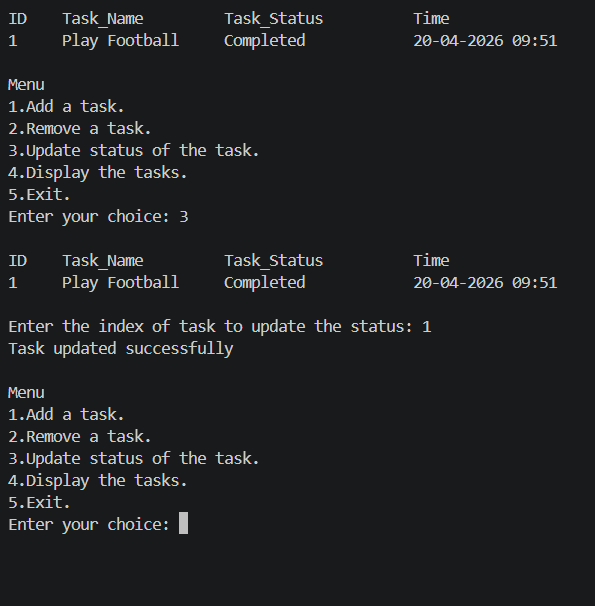 ID    Task_Name         Task_Status          Time
1     Play Football     Completed            20-04-2026 09:51
Menu
1.Add a task.
2.Remove a task.
3.Update status of the task.
4.Display the tasks.
5.Exit.
Enter your choice: 3
ID    Task_Name         Task_Status          Time
1     Play Football     Completed            20-04-2026 09:51
Enter the index of task to update the status: 1
Task updated successfully
Menu
1.Add a task.
2.Remove a task.
3.Update status of the task.
4.Display the tasks.
5.Exit.
Enter your choice: